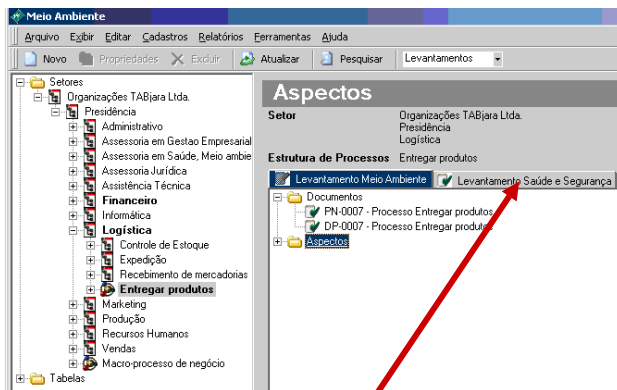 Meio Ambiente
Arquivo Exibir Editar Cadastros Relatórios Ferramentas Ajuda
Novo Propriedades Excluir Atualizar Pesquisar Levantamentos
Setores
Organizações TABjara Ltda.
Presidência
Administrativo
Assessoria em Gestao Empresarial
Assessoria em Saúde, Meio ambie
Assessoria Jurídica
Assistência Técnica
Financeiro
Informática
Logística
Controle de Estoque
Expedição
Recebimento de mercadorias
Entregar produtos
Marketing
Produção
Recursos Humanos
Vendas
Macro-processo de negócio
Tabelas
Aspectos
Setor Organizações TABjara Ltda.
Presidência
Logística
Estrutura de Processos Entregar produtos
Levantamento Meio Ambiente Levantamento Saúde e Segurança
Documentos
PN-0007 - Processo Entregar produtos
DP-0007 - Processo Entregar produtos
Aspectos